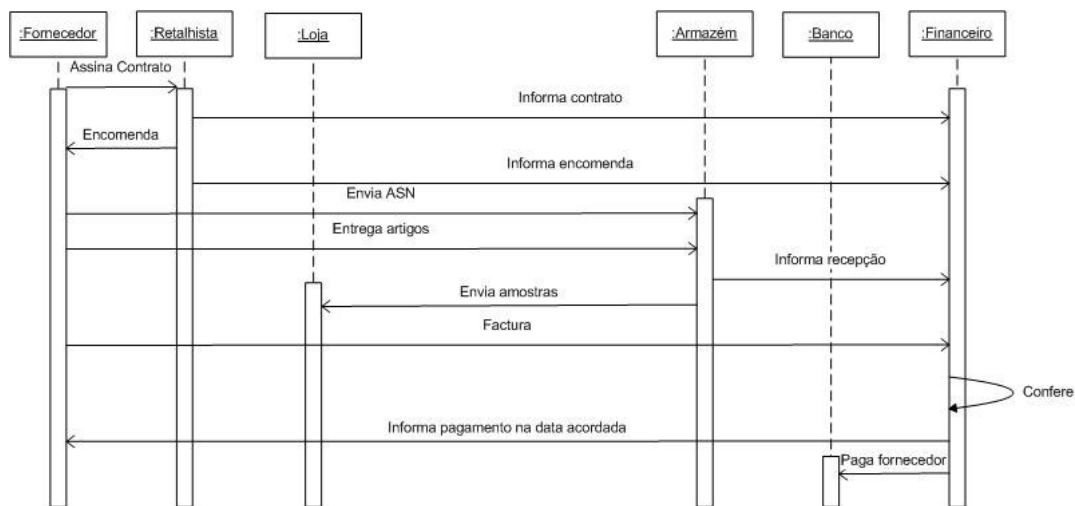 :Fornecedor
:Retalhista
:Loja
:Armazém
:Banco
:Financeiro
Assina Contrato
Informa contrato
Encomenda
Informa encomenda
Envia ASN
Entrega artigos
Informa recepção
Envia amostras
Factura
Confere
Informa pagamento na data acordada
Paga fornecedor